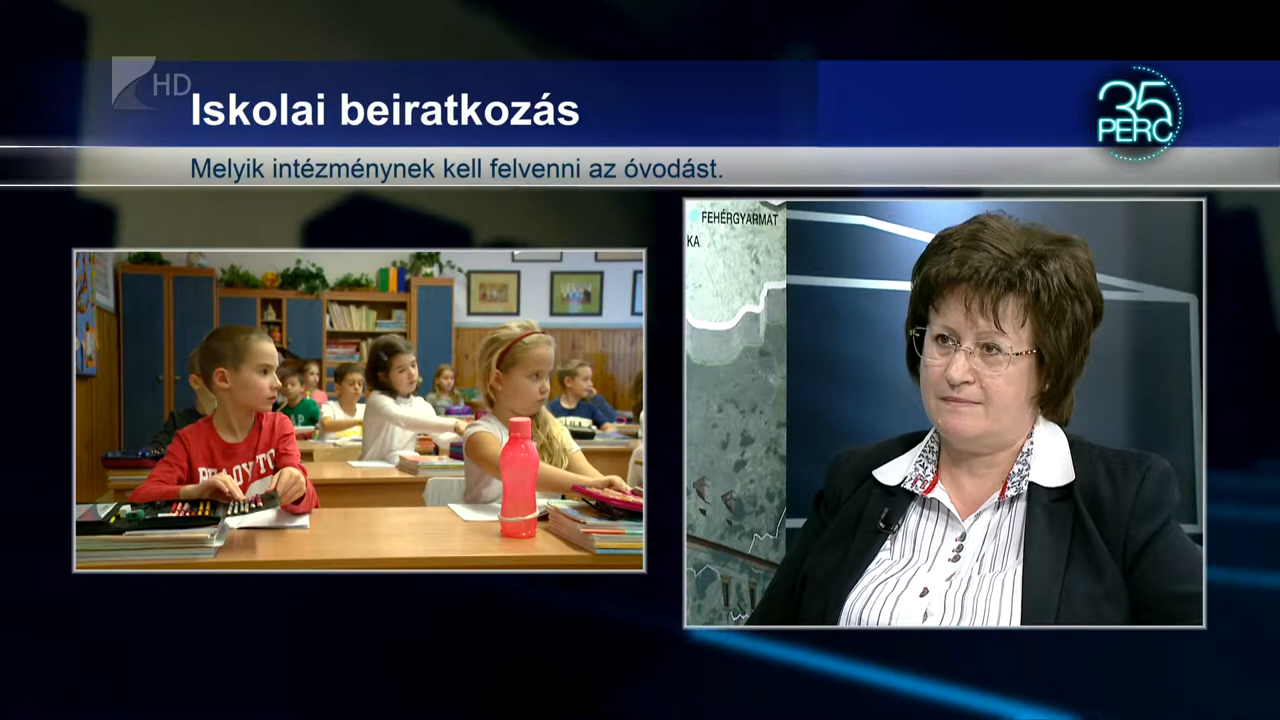 HD
Iskolai beiratkozás
35
PERC
Melyik intézménynek kell felvenni az óvodást.
FEHÉRGYARMAT
KA